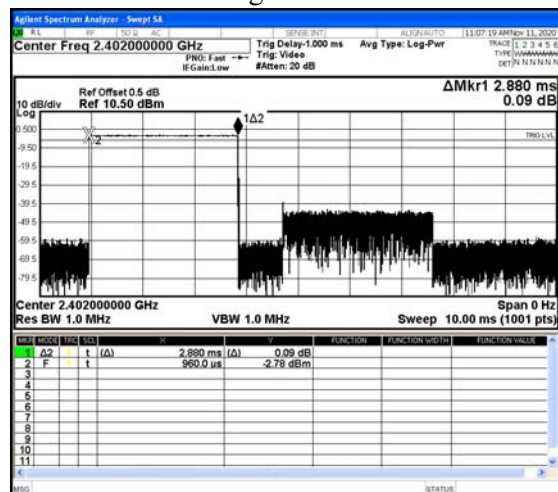 Agilent Spectrum Analyzer - Swept SA
RL RF 50 Ω AC SENSE:INT ALIGN AUTO 11:07:19 AM Nov 11, 2020
Center Freq 2.402000000 GHz Trig Delay-1.000 ms Avg Type: Log-Pwr TRACE 1 2 3 4 5 6
PNO: Fast Trig: Video TYPE
IFGain:Low #Atten: 20 dB DET N N N N N N
ΔMkr1 2.880 ms
0.09 dB
Ref Offset 0.5 dB
10 dB/div Ref 10.50 dBm
Log
1Δ2
0.500
2
TRIG LVL
-9.50
-19.5
-29.5
-39.5
-49.5
-59.5
-69.5
-79.5
Center 2.402000000 GHz Span 0 Hz
Res BW 1.0 MHz VBW 1.0 MHz Sweep 10.00 ms (1001 pts)
MKR MODE TRC SCL X Y FUNCTION FUNCTION WIDTH FUNCTION VALUE
1 Δ2 t (Δ) 2.880 ms (Δ) 0.09 dB
2 F t 960.0 us -2.78 dBm
3
4
5
6
7
8
9
10
11
MSG STATUS